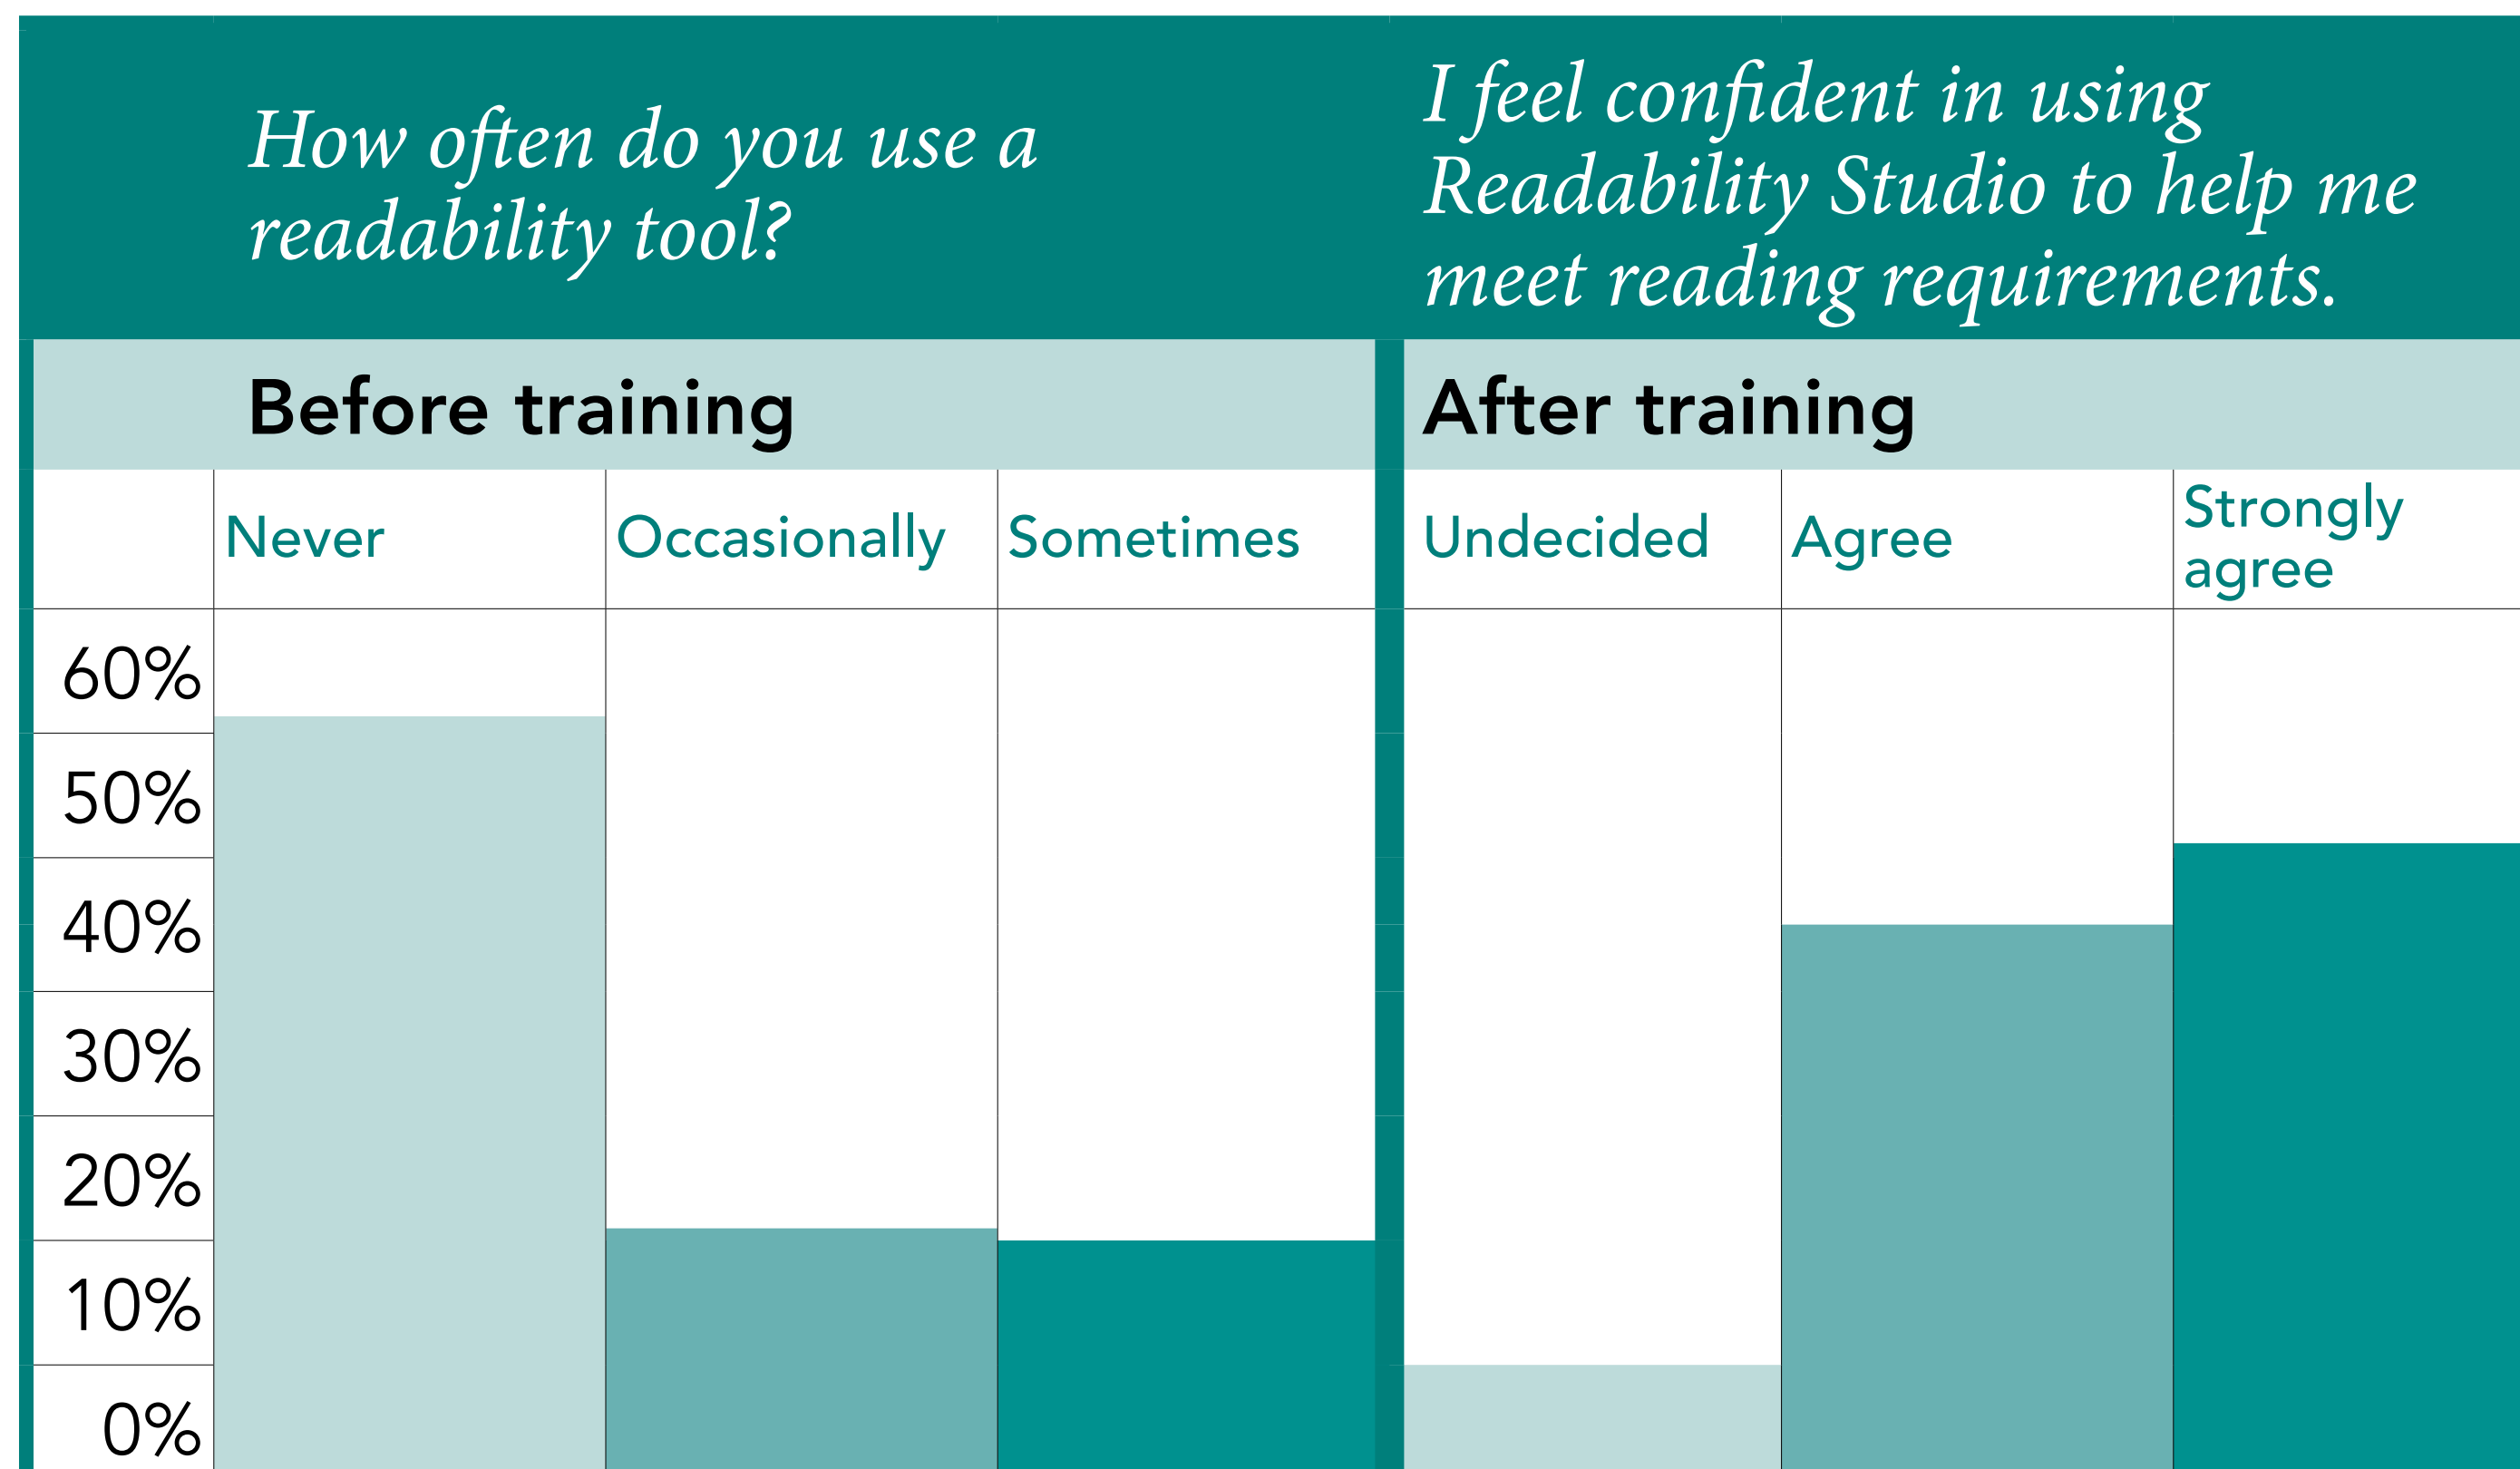 How often do you use a
readability tool?
I feel confident in using
Readability Studio to help me
meet reading requirements.
Before training
After training
Never
Occasionally
Sometimes
Undecided
Agree
Strongly
agree
60%
50%
40%
30%
20%
10%
0%